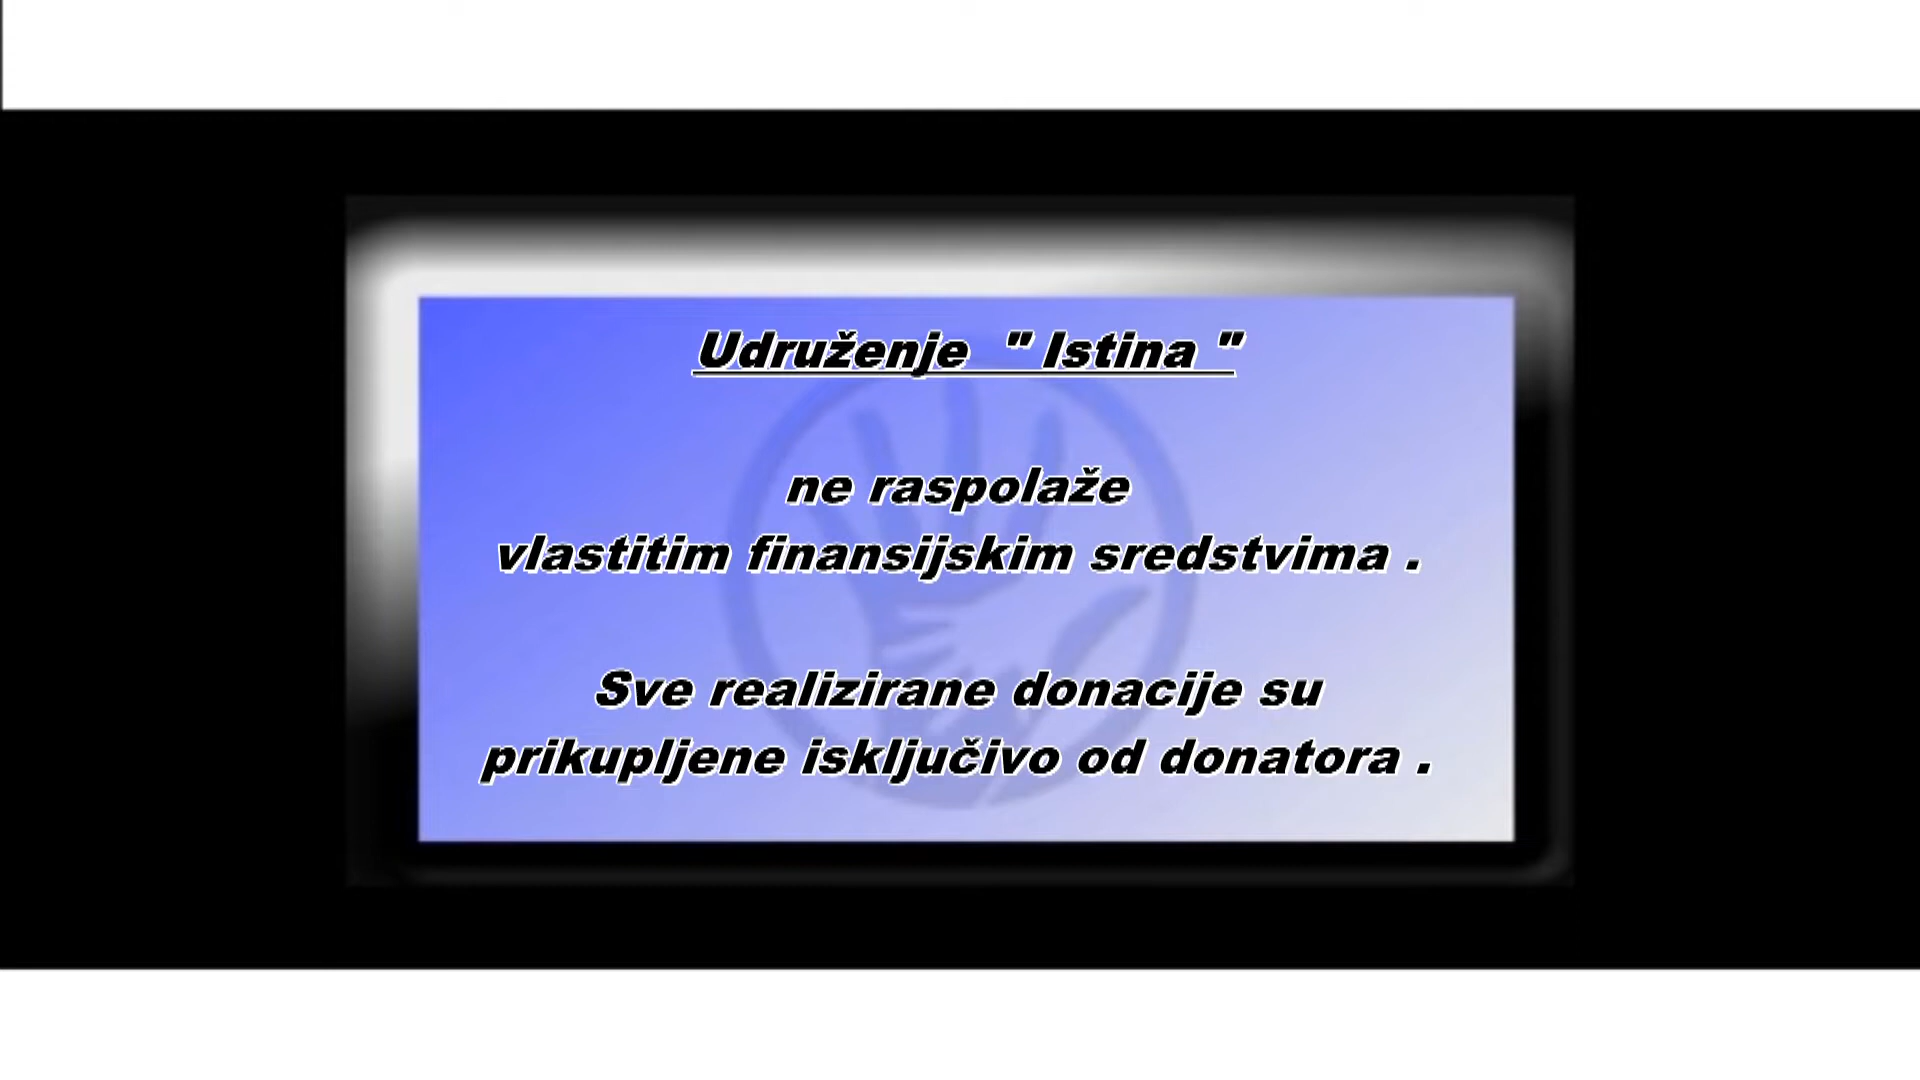 Udruženje " Istina "
ne raspolaže
vlastitim finansijskim sredstvima .
Sve realizirane donacije su
prikupljene isključivo od donatora .